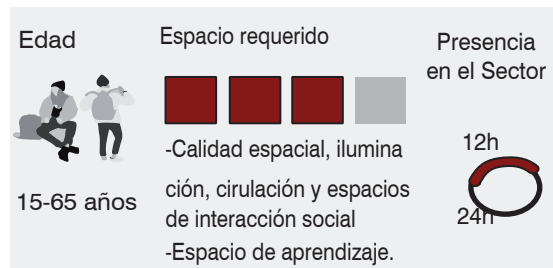 Edad
15-65 años
Espacio requerido
-Calidad espacial, ilumina
ción, cirulación y espacios
de interacción social
-Espacio de aprendizaje.
Presencia
en el Sector
12h
24h